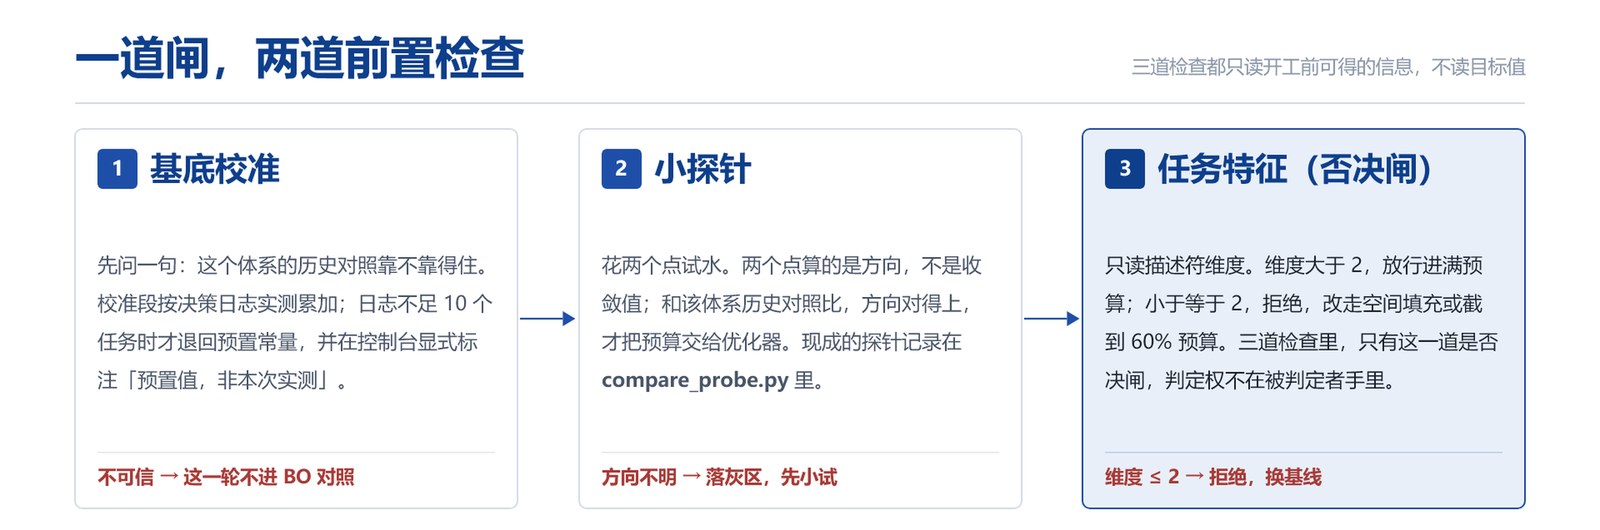 一道闸，两道前置检查
三道检查都只读开工前可得的信息，不读目标值
1 基底校准
先问一句：这个体系的历史对照靠不靠得住。
校准段按决策日志实测累加；日志不足 10 个
任务时才退回预置常量，并在控制台显式标
注「预置值，非本次实测」。
不可信 → 这一轮不进 BO 对照
2 小探针
花两个点试水。两个点算的是方向，不是收
敛值；和该体系历史对照比，方向对得上，
才把预算交给优化器。现成的探针记录在
compare_probe.py 里。
方向不明 → 落灰区，先小试
3 任务特征（否决闸）
只读描述符维度。维度大于 2，放行进满预
算；小于等于 2，拒绝，改走空间填充或截
到 60% 预算。三道检查里，只有这一道是否
决闸，判定权不在被判定者手里。
维度 ≤ 2 → 拒绝，换基线